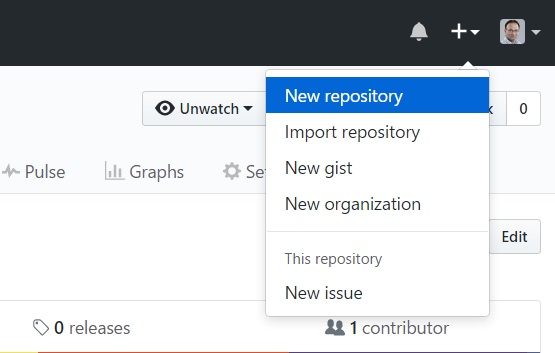 New repository
Unwatch
0
Import repository
Pulse
Graphs
New gist
New organization
Edit
This repository
New issue
0 releases
1 contributor